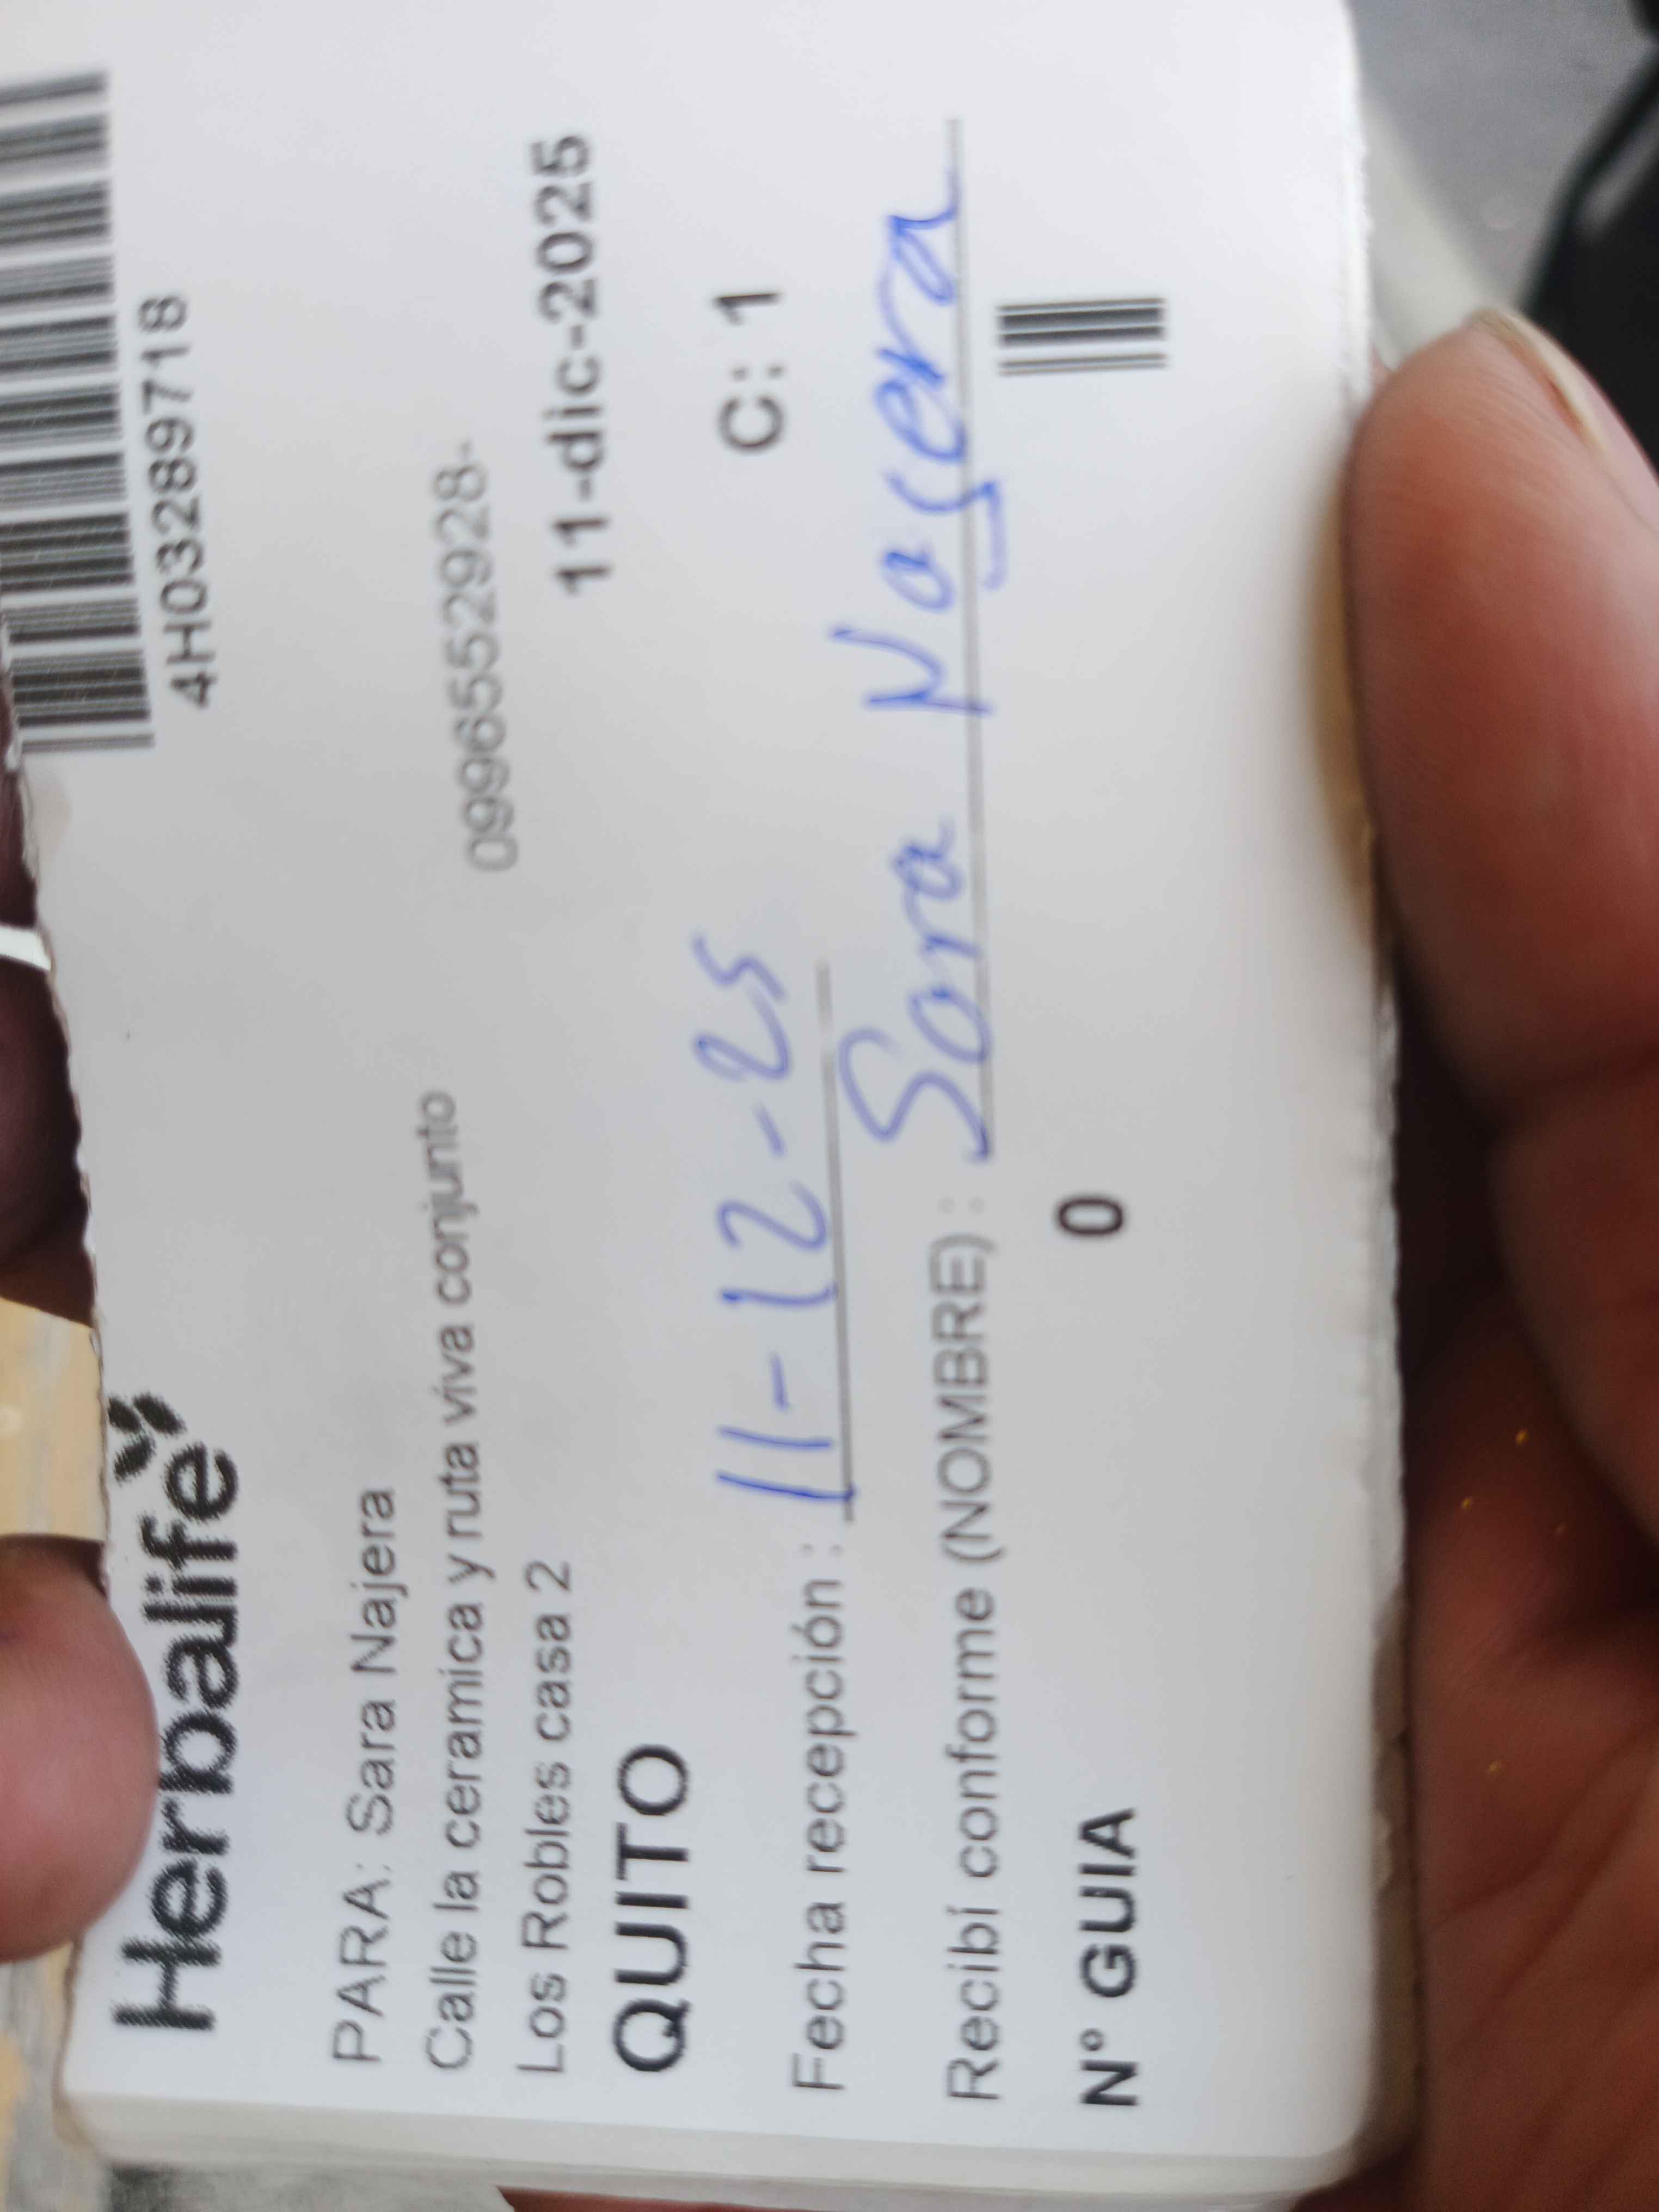 Herbalife
4H03289718
PARA: Sara Najera
Calle la ceramica y ruta viva conjunto
Los Robles casa 2
0996552928-
QUITO
11-dic-2025
Fecha recepción : 11-12-25
C: 1
Recibí conforme (NOMBRE) : Sara Najera
N° GUIA 0